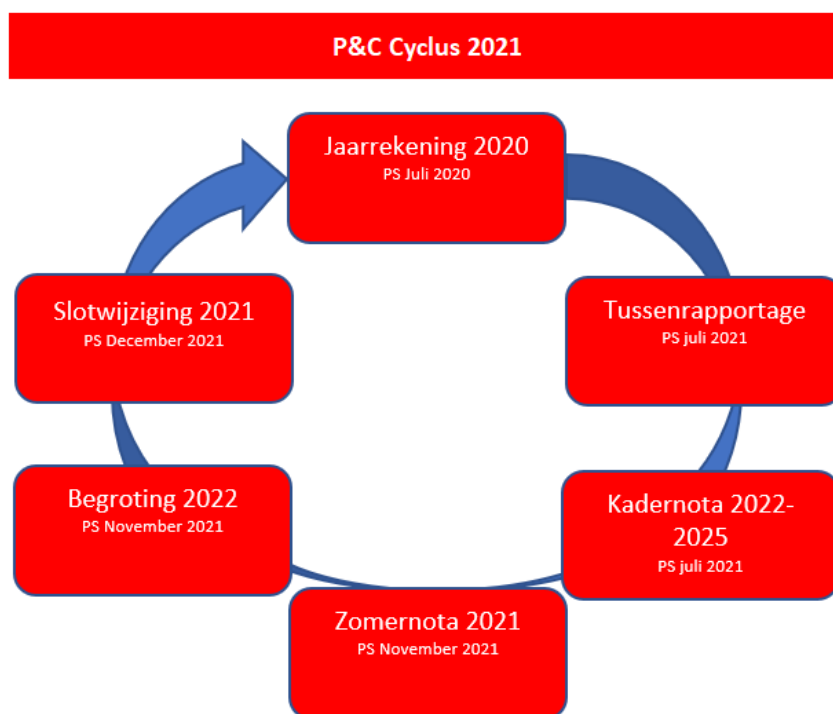 P&C Cyclus 2021
Jaarrekening 2020
PS Juli 2020
Tussenrapportage
PS juli 2021
Kadernota 2022-
2025
PS juli 2021
Zomernota 2021
PS November 2021
Begroting 2022
PS November 2021
Slotwijziging 2021
PS December 2021